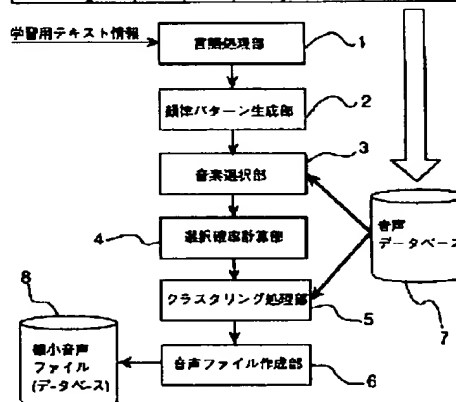 学習用テキスト情報
言語処理部
1
韻律パターン生成部
2
3
音素選択部
4
選択確率計算部
音声
データベース
8
クラスタリング処理部
5
7
縮小音声
ファイル
(データベース)
音声ファイル作成部
6